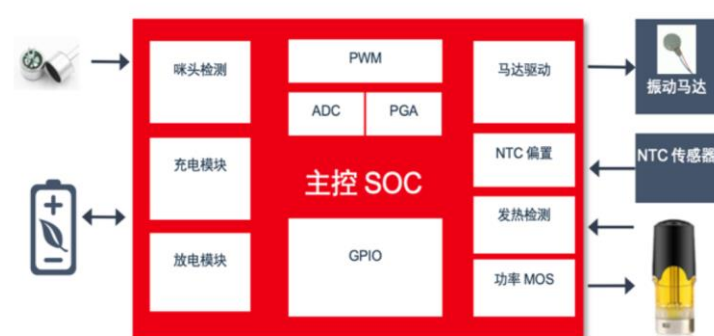 咪头检测
充电模块
放电模块
PWM
ADC
PGA
主控 SOC
GPIO
马达驱动
NTC 偏置
发热检测
功率 MOS
振动马达
NTC 传感器